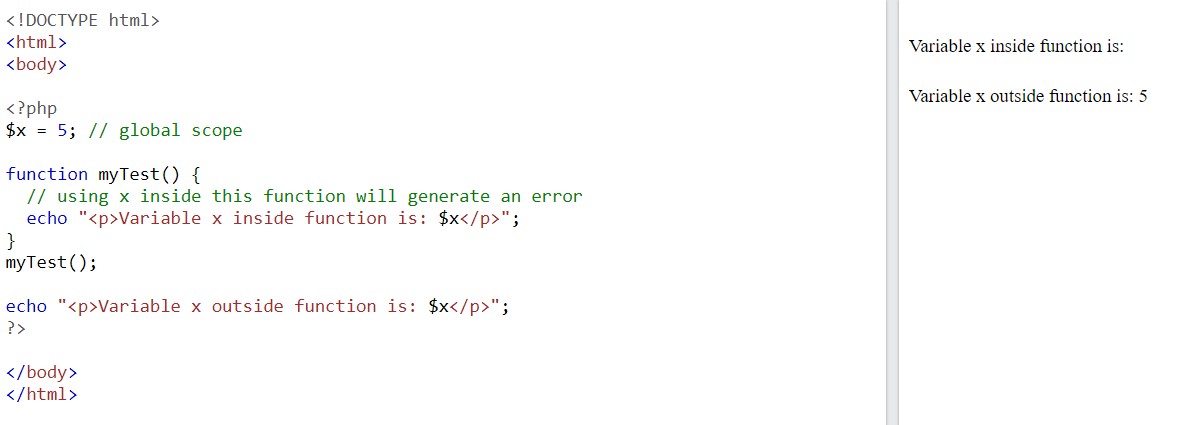 <!DOCTYPE html>
<html>
<body>
<?php
$x = 5; // global scope
function myTest() {
// using x inside this function will generate an error
echo "<p>Variable x inside function is: $x</p>";
}
myTest();
echo "<p>Variable x outside function is: $x</p>";
?>
</body>
</html>
Variable x inside function is:
Variable x outside function is: 5